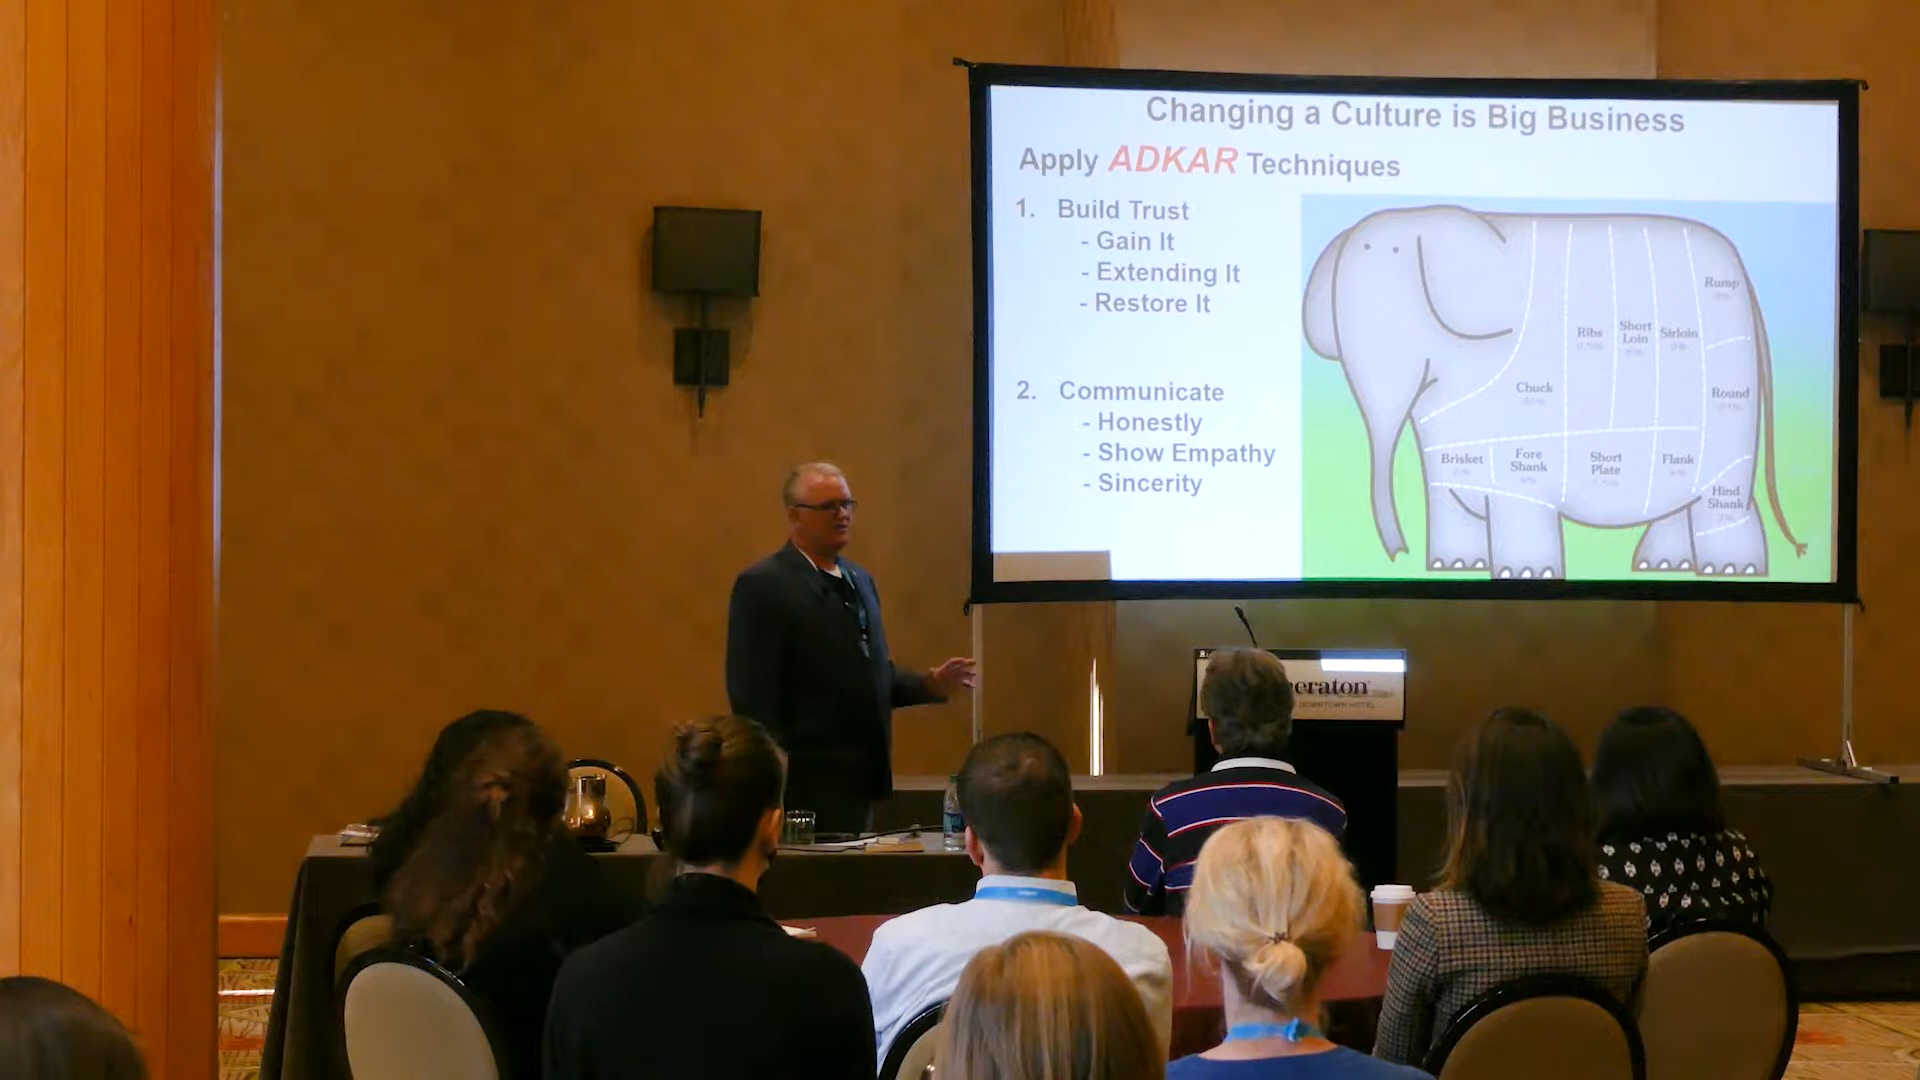 Changing a Culture is Big Business
Apply ADKAR Techniques
1. Build Trust
- Gain It
- Extending It
- Restore It
2. Communicate
- Honestly
- Show Empathy
- Sincerity
Rump
Ribs
Short
Loin
Sirloin
Chuck
Round
Brisket
Fore
Shank
Short
Plate
Flank
Hind
Shank
eraton
DOWNTOWN HOTEL